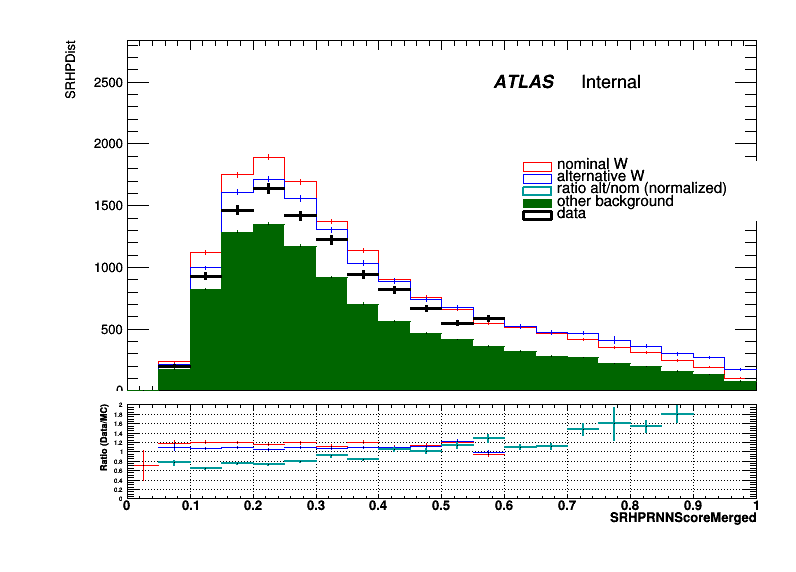 SRHPDist
ATLAS Internal
nominal W
alternative W
ratio alt/nom (normalized)
other background
data
2500
2000
1500
1000
500
0
Ratio (Data/MC)
2
1.8
1.6
1.4
1.2
1
0.8
0.6
0.4
0.2
0
0 0.1 0.2 0.3 0.4 0.5 0.6 0.7 0.8 0.9 1
SRHPRNNScoreMerged